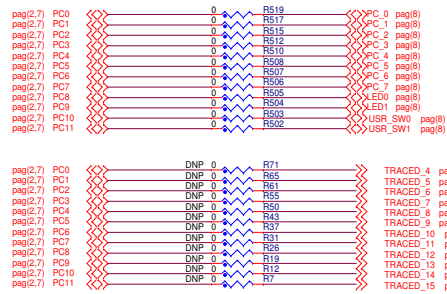 pag(2,7) PC0 0 R519 PC_0 pag(8)
pag(2,7) PC1 0 R517 PC_1 pag(8)
pag(2,7) PC2 0 R515 PC_2 pag(8)
pag(2,7) PC3 0 R512 PC_3 pag(8)
pag(2,7) PC4 0 R510 PC_4 pag(8)
pag(2,7) PC5 0 R508 PC_5 pag(8)
pag(2,7) PC6 0 R507 PC_6 pag(8)
pag(2,7) PC7 0 R506 PC_7 pag(8)
pag(2,7) PC8 0 R505 LED0 pag(8)
pag(2,7) PC9 0 R504 LED1 pag(8)
pag(2,7) PC10 0 R503 USR_SW0 pag(8)
pag(2,7) PC11 0 R502 USR_SW1 pag(8)
pag(2,7) PC0 DNP 0 R71 TRACED_4 pa
pag(2,7) PC1 DNP 0 R65 TRACED_5 pa
pag(2,7) PC2 DNP 0 R61 TRACED_6 pa
pag(2,7) PC3 DNP 0 R55 TRACED_7 pa
pag(2,7) PC4 DNP 0 R50 TRACED_8 pa
pag(2,7) PC5 DNP 0 R43 TRACED_9 pa
pag(2,7) PC6 DNP 0 R37 TRACED_10 p
pag(2,7) PC7 DNP 0 R31 TRACED_11 p
pag(2,7) PC8 DNP 0 R26 TRACED_12 p
pag(2,7) PC9 DNP 0 R19 TRACED_13 p
pag(2,7) PC10 DNP 0 R12 TRACED_14 p
pag(2,7) PC11 DNP 0 R7 TRACED_15 p